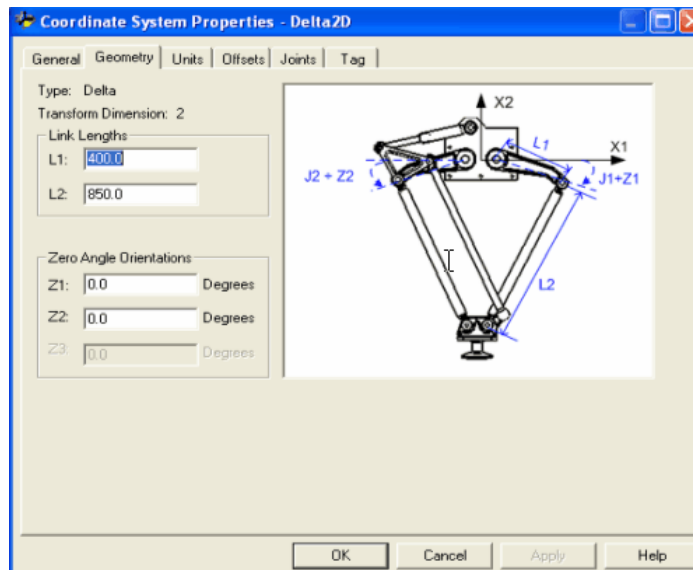 Coordinate System Properties - Delta2D
General Geometry Units Offsets Joints Tag
Type: Delta
Transform Dimension: 2
Link Lengths
L1: 400.0
L2: 850.0
Zero Angle Orientations
Z1: 0.0 Degrees
Z2: 0.0 Degrees
Z3: 0.0 Degrees
X2
L1
X1
J2 + Z2
J1+Z1
L2
OK Cancel Apply Help